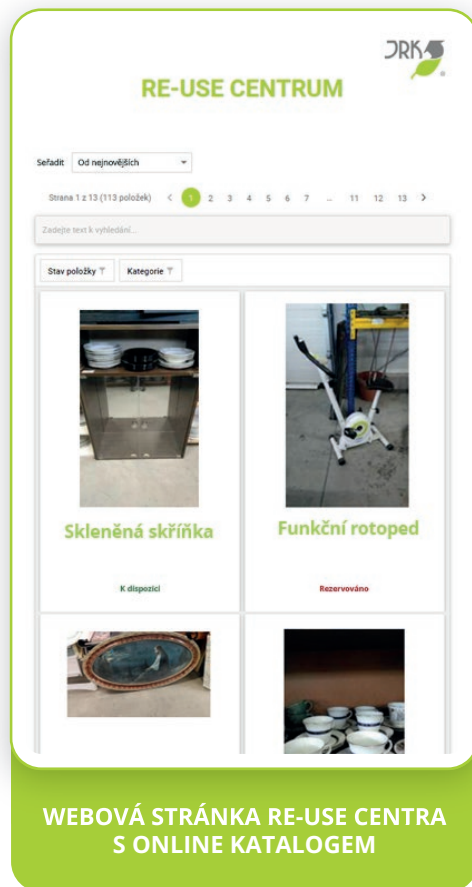 JRK
RE-USE CENTRUM
Seřadit Od nejnovějších
Strana 1 z 13 (113 položek) < 1 2 3 4 5 6 7 ... 11 12 13 >
Zadejte text k vyhledání...
Stav položky Kategorie
Skleněná skříňka
Funkční rotoped
K dispozici
Rezervováno
WEBOVÁ STRÁNKA RE-USE CENTRA
S ONLINE KATALOGEM